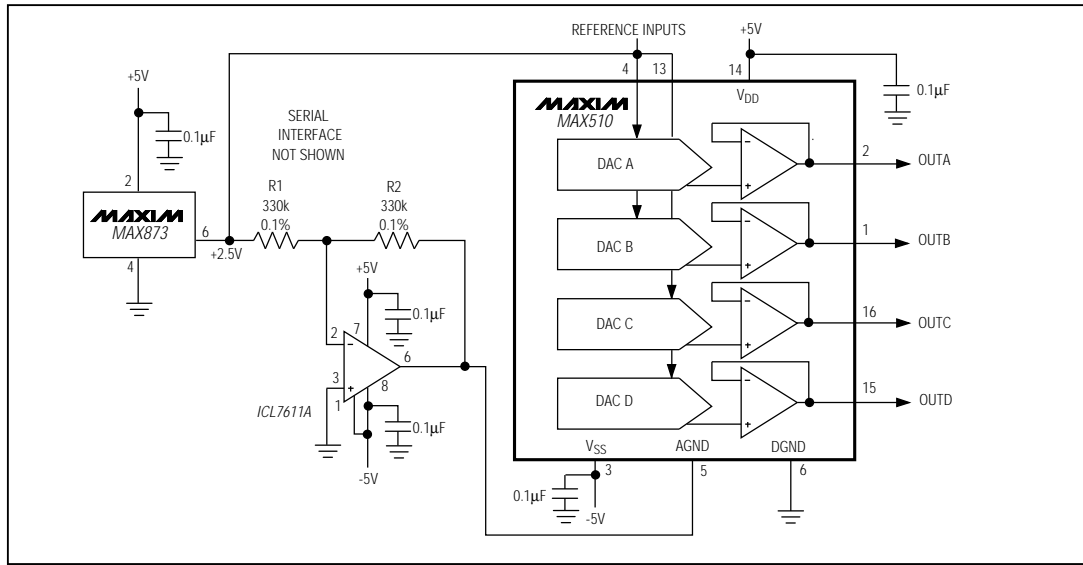 REFERENCE INPUTS
+5V
4
13
14
0.1µF
V_DD
MAXIM
MAX510
+5V
0.1µF
SERIAL
INTERFACE
NOT SHOWN
2
MAXIM
MAX873
6
+2.5V
4
R1
330k
0.1%
R2
330k
0.1%
+5V
0.1µF
2
7
−
3
+
1
6
8
ICL7611A
0.1µF
-5V
DAC A
−
+
2
OUTA
DAC B
−
+
1
OUTB
DAC C
−
+
16
OUTC
DAC D
−
+
15
OUTD
V_SS
AGND
DGND
3
5
6
0.1µF
-5V